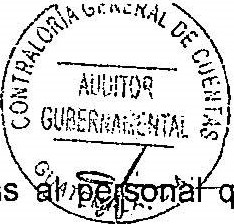 CONTRALORIA GENERAL DE CUENTAS
AUDITOR
GUBERNAMENTAL
al personal q